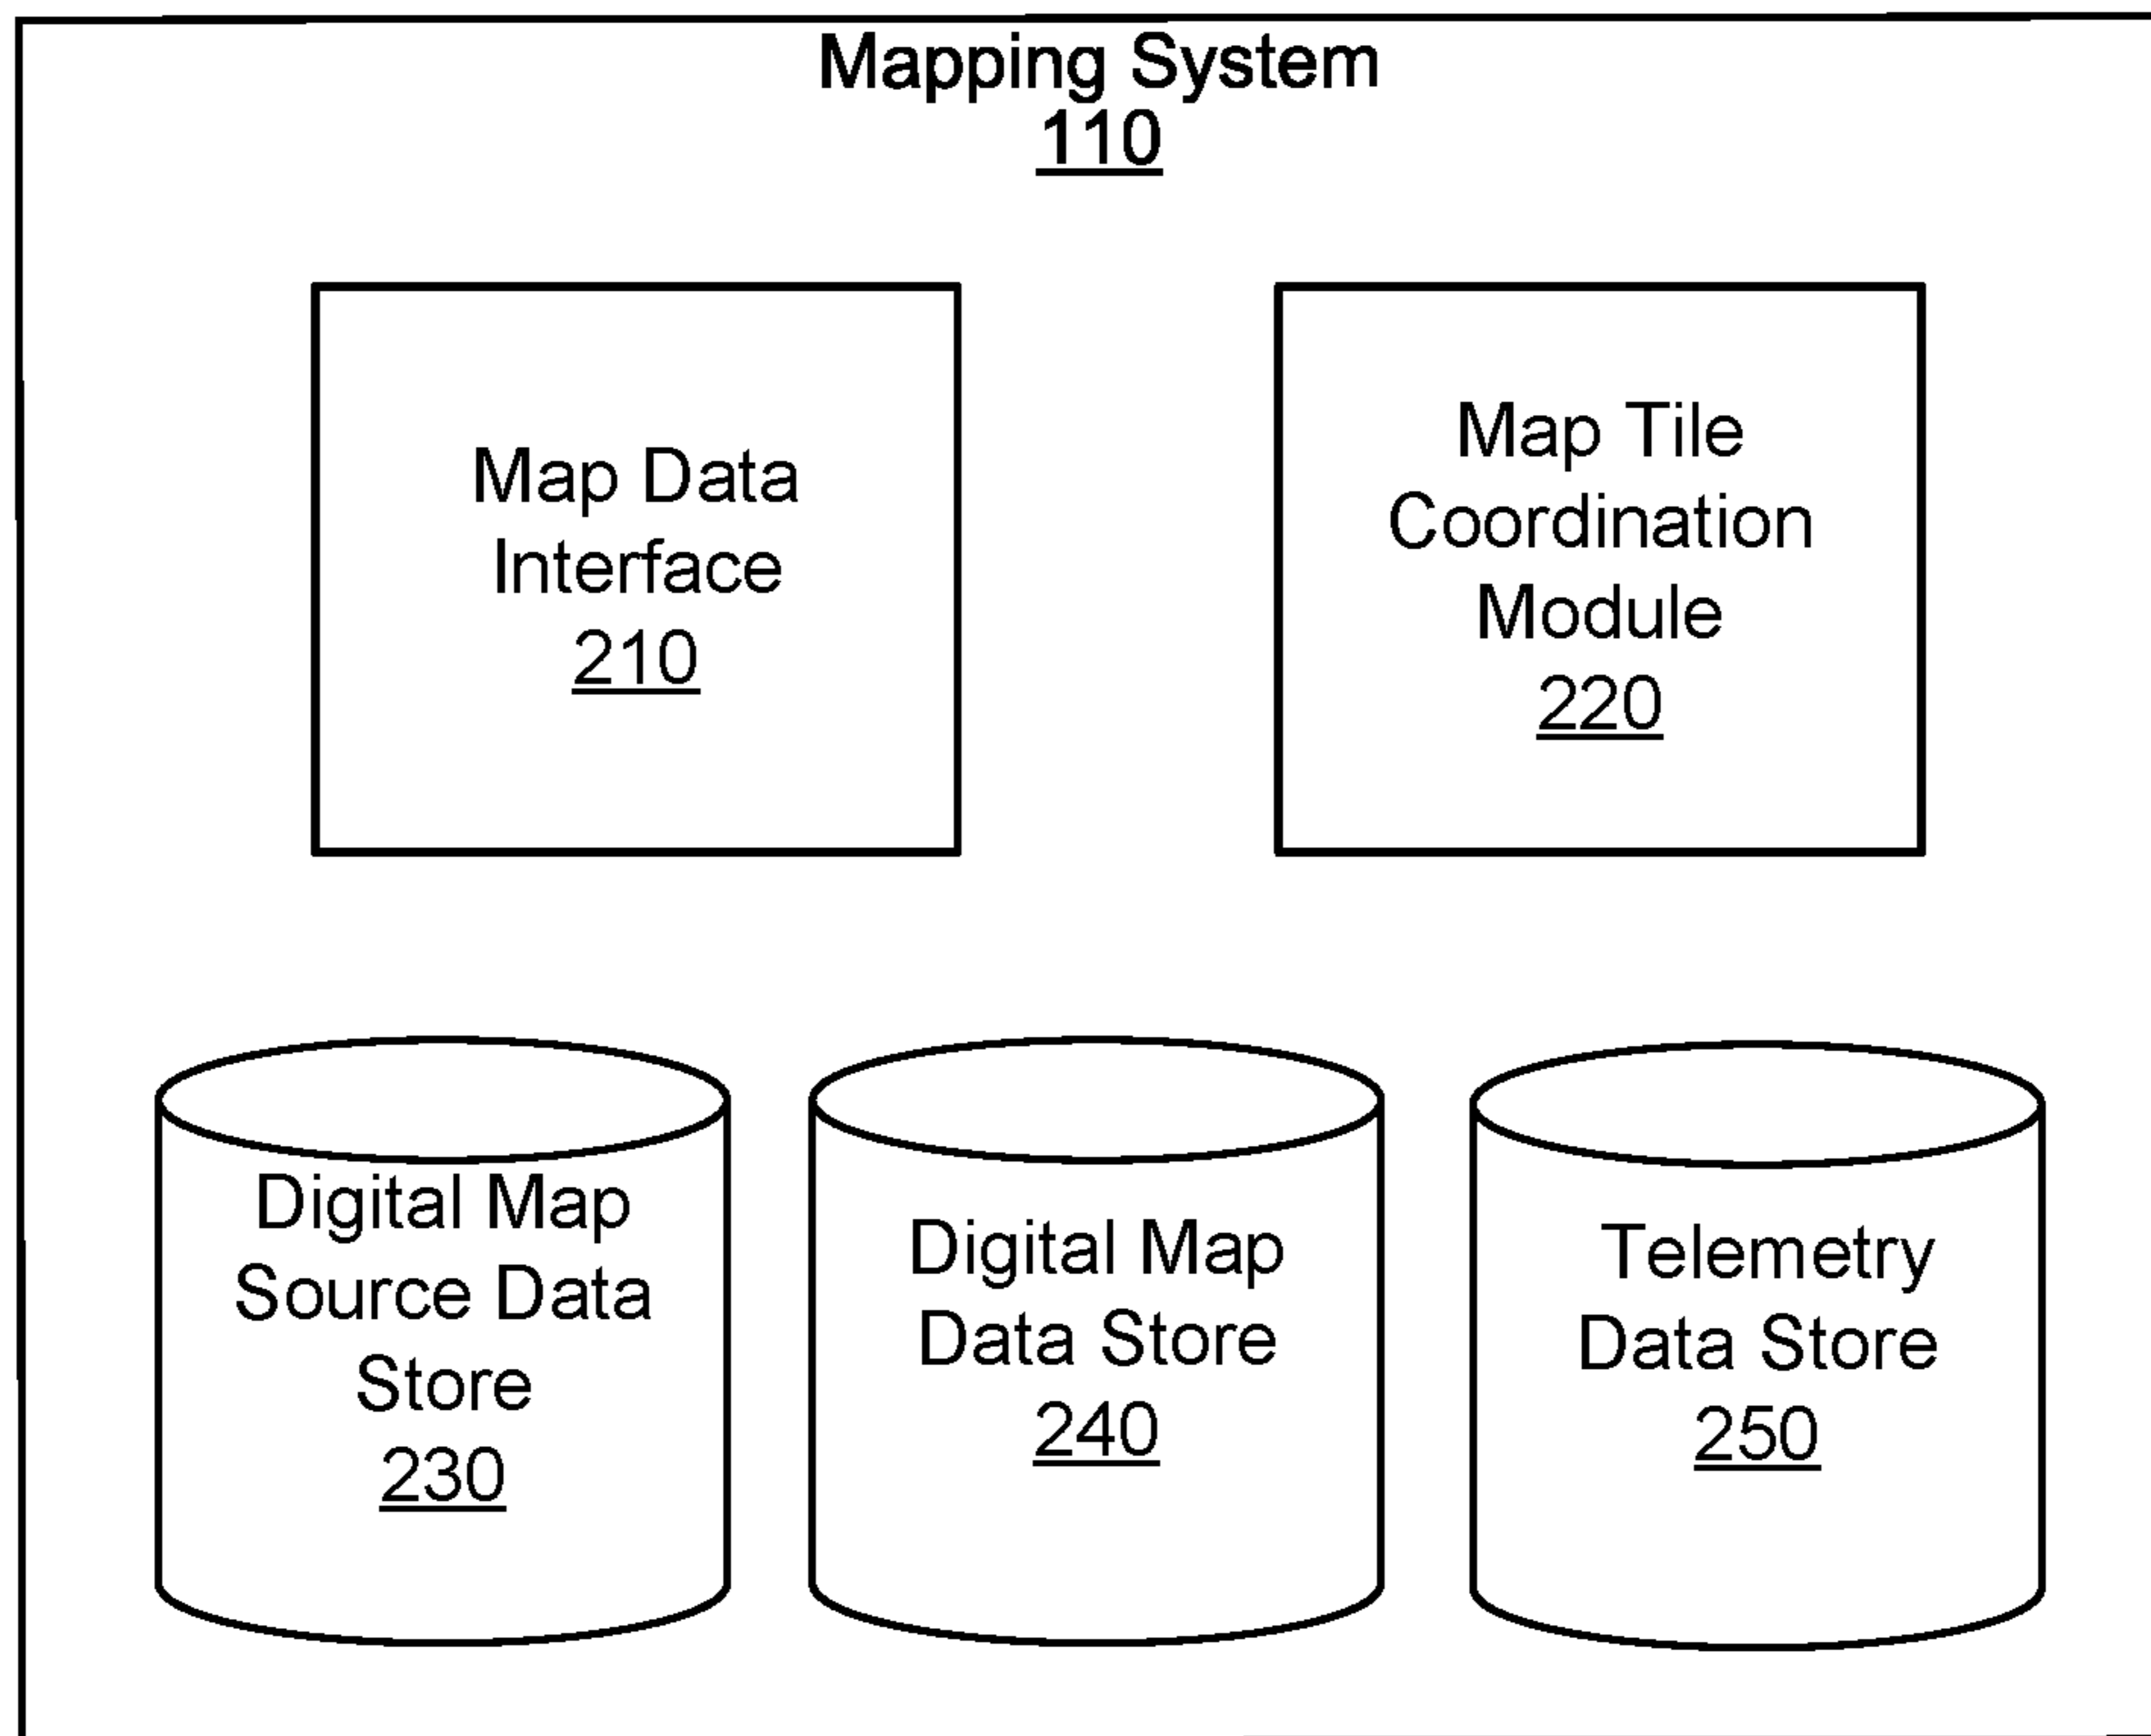 Mapping System
110
Map Data
Interface
210
Map Tile
Coordination
Module
220
Digital Map
Source Data
Store
230
Digital Map
Data Store
240
Telemetry
Data Store
250